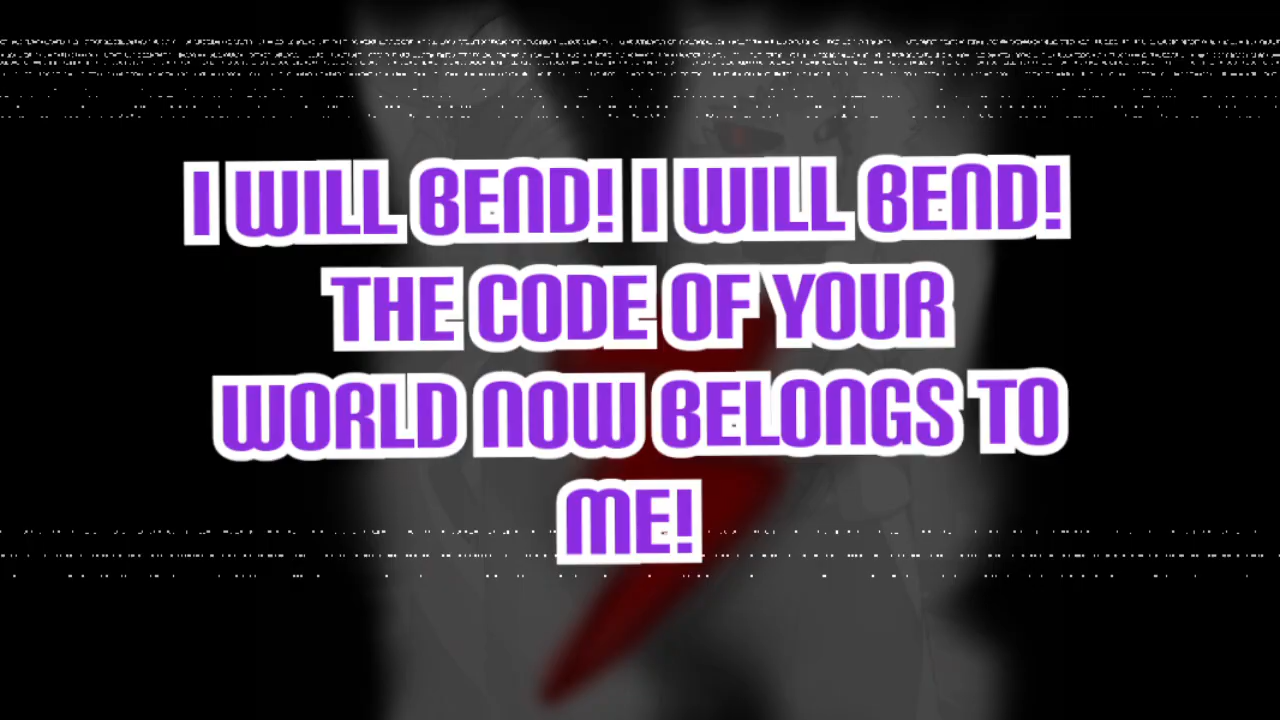 I WILL BEND! I WILL BEND!
THE CODE OF YOUR
WORLD NOW BELONGS TO
ME!